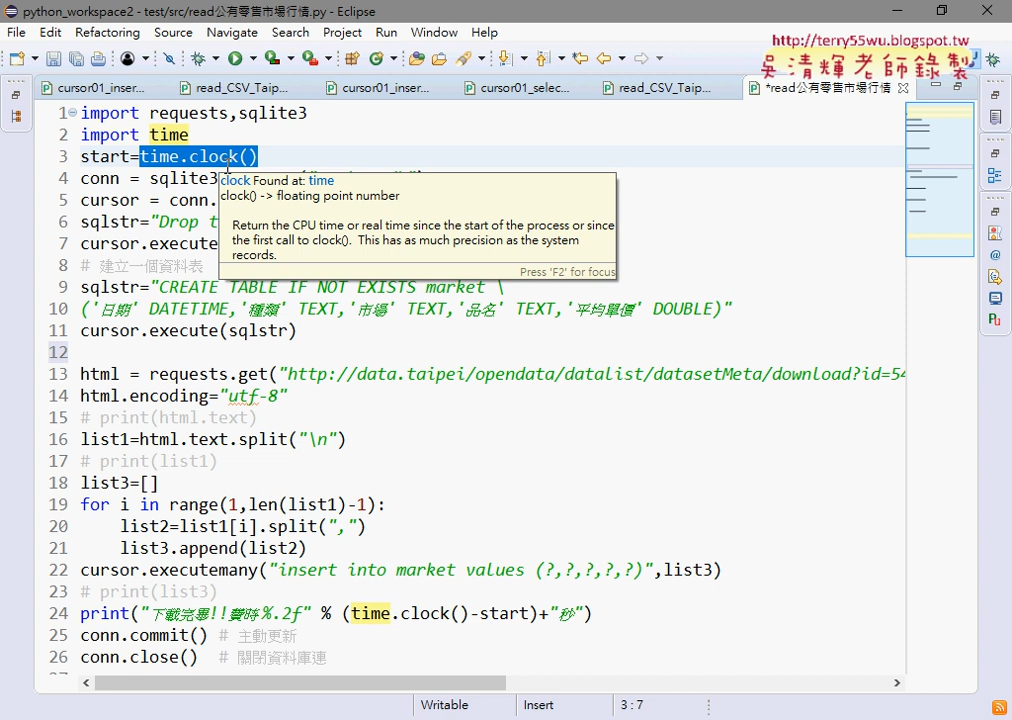 python_workspace2 - test/src/read公有零售市場行情.py - Eclipse
File Edit Refactoring Source Navigate Search Project Run Window Help
http://terry55wu.blogspot.tw
吳清輝老師錄製
cursor01_inser... read_CSV_Taip... cursor01_inser... cursor01_selec... read_CSV_Taip... *read公有零售市場行情
1 import requests,sqlite3
2 import time
3 start=time.clock()
4 conn = sqlite3
5 cursor = conn.
6 sqlstr="Drop t
7 cursor.execute
8 # 建立一個資料表
clock Found at: time
clock() -> floating point number
Return the CPU time or real time since the start of the process or since
the first call to clock(). This has as much precision as the system
records.
Press 'F2' for focus
9 sqlstr="CREATE TABLE IF NOT EXISTS market \
10 ('日期' DATETIME,'種類' TEXT,'市場' TEXT,'品名' TEXT,'平均單價' DOUBLE)"
11 cursor.execute(sqlstr)
12
13 html = requests.get("http://data.taipei/opendata/datalist/datasetMeta/download?id=54
14 html.encoding="utf-8"
15 # print(html.text)
16 list1=html.text.split("\n")
17 # print(list1)
18 list3=[]
19 for i in range(1,len(list1)-1):
20 list2=list1[i].split(",")
21 list3.append(list2)
22 cursor.executemany("insert into market values (?,?,?,?,?)",list3)
23 # print(list3)
24 print("下載完畢!!費時%.2f" % (time.clock()-start)+"秒")
25 conn.commit() # 主動更新
26 conn.close() # 關閉資料庫連
Writable Insert 3 : 7